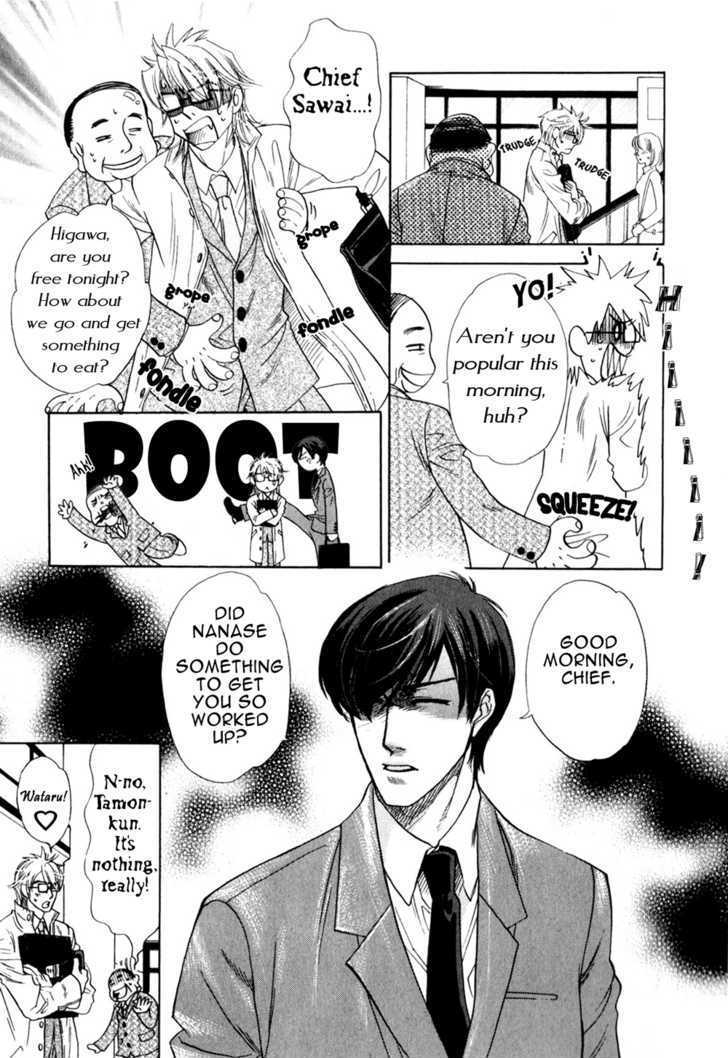 TRUDGE
TRUDGE
YO!
Aren't you
popular this
morning,
huh?
SQUEEZE!
Hiiiiiii!
Chief
Sawai...!
Higawa,
are you
free tonight?
How about
we go and get
something
to eat?
grope
grope
fondle
fondle
BOOT
Ahh!
GOOD
MORNING,
CHIEF.
DID
NANASE
DO
SOMETHING
TO GET
YOU SO
WORKED
UP?
N-no,
Tamon-
kun.
It's
nothing,
really!
Wataru!
♡